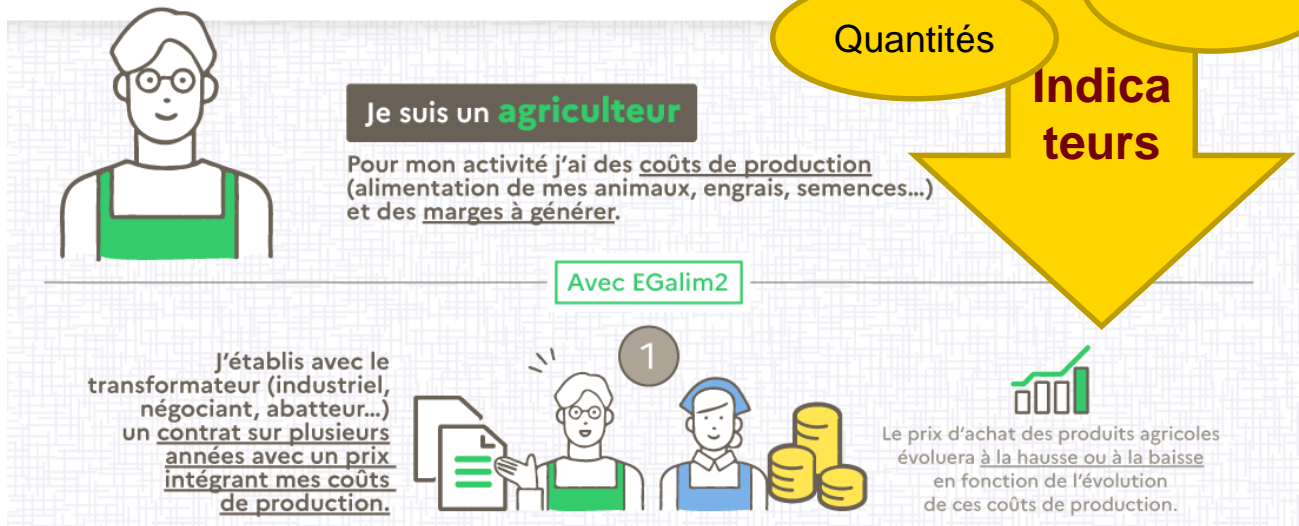 Quantités
Indica
teurs
Je suis un agriculteur
Pour mon activité j'ai des coûts de production
(alimentation de mes animaux, engrais, semences...)
et des marges à générer.
Avec EGalim2
J'établis avec le
transformateur (industriel,
négociant, abatteur...)
un contrat sur plusieurs
années avec un prix
intégrant mes coûts
de production.
1
Le prix d'achat des produits agricoles
évoluera à la hausse ou à la baisse
en fonction de l'évolution
de ces coûts de production.